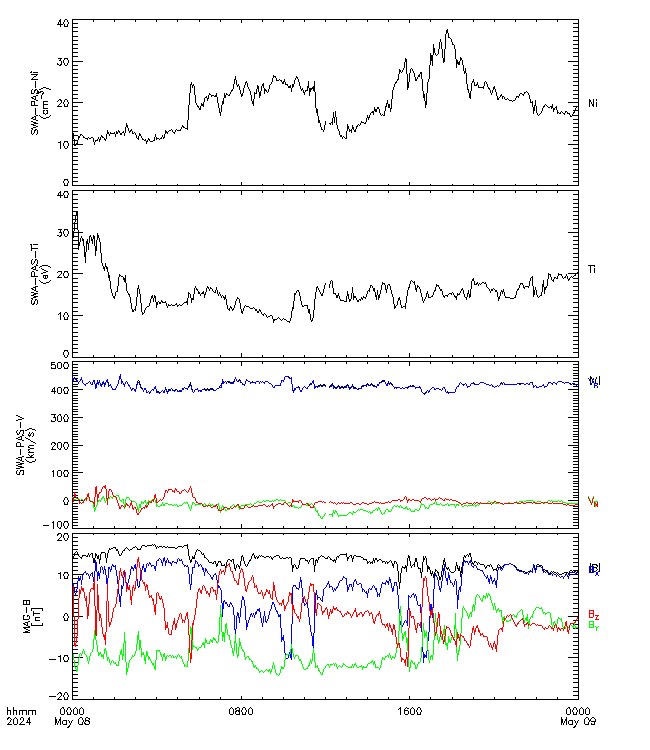 40
30
20
10
0
SWA-PAS-Ni
(cm⁻³)
Ni
40
30
20
10
0
SWA-PAS-Ti
(eV)
Ti
500
400
300
200
100
0
-100
SWA-PAS-V
(km/s)
20
10
0
-10
-20
MAG-B
[nT]
|B|
Bz
By
hhmm
2024
0000
May 08
0800
1600
0000
May 09